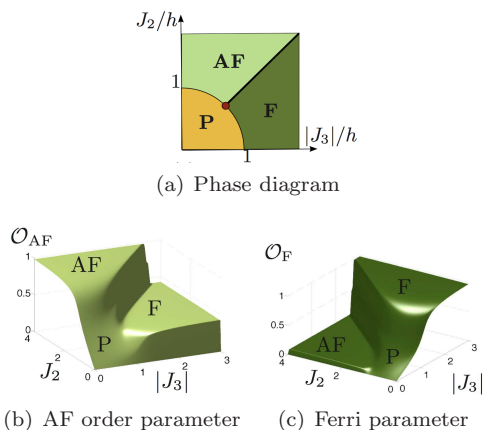 J₂/h
AF
1
P
F
|J₃|/h
1
(a) Phase diagram
𝒪_AF
1
AF
0.5
F
0
P
4
2
J₂
0
0
1
|J₃|
2
3
(b) AF order parameter
𝒪_F
1
F
0.5
0
AF
P
4
2
J₂
0
0
1
2
|J₃|
3
(c) Ferri parameter